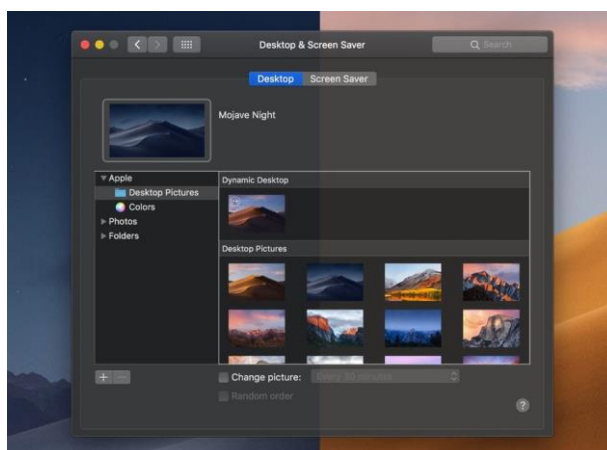 Desktop & Screen Saver
Search
Desktop Screen Saver
Mojave Night
Apple
Desktop Pictures
Colors
Photos
Folders
Dynamic Desktop
Desktop Pictures
+ −
Change picture: Every 30 minutes
Random order
?